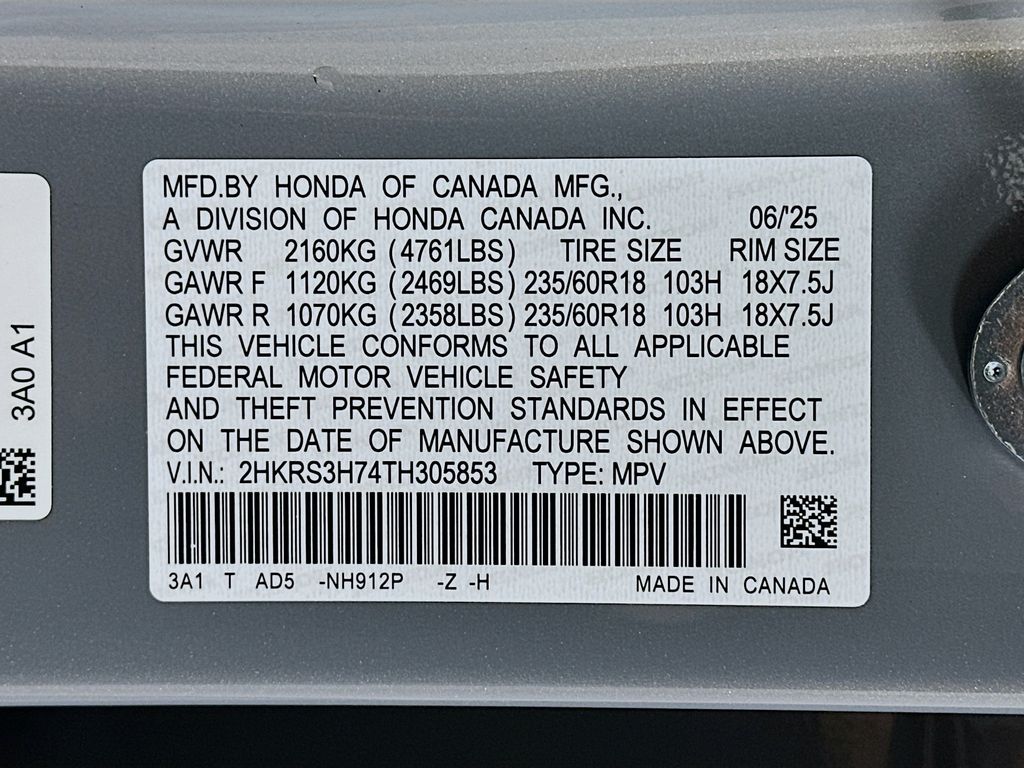 MFD.BY HONDA OF CANADA MFG.,
A DIVISION OF HONDA CANADA INC. 06/'25
GVWR 2160KG (4761LBS) TIRE SIZE RIM SIZE
GAWR F 1120KG (2469LBS) 235/60R18 103H 18X7.5J
GAWR R 1070KG (2358LBS) 235/60R18 103H 18X7.5J
THIS VEHICLE CONFORMS TO ALL APPLICABLE
FEDERAL MOTOR VEHICLE SAFETY
AND THEFT PREVENTION STANDARDS IN EFFECT
ON THE DATE OF MANUFACTURE SHOWN ABOVE.
V.I.N.: 2HKRS3H74TH305853 TYPE: MPV
3A1 T AD5 -NH912P -Z -H MADE IN CANADA
3A0 A1